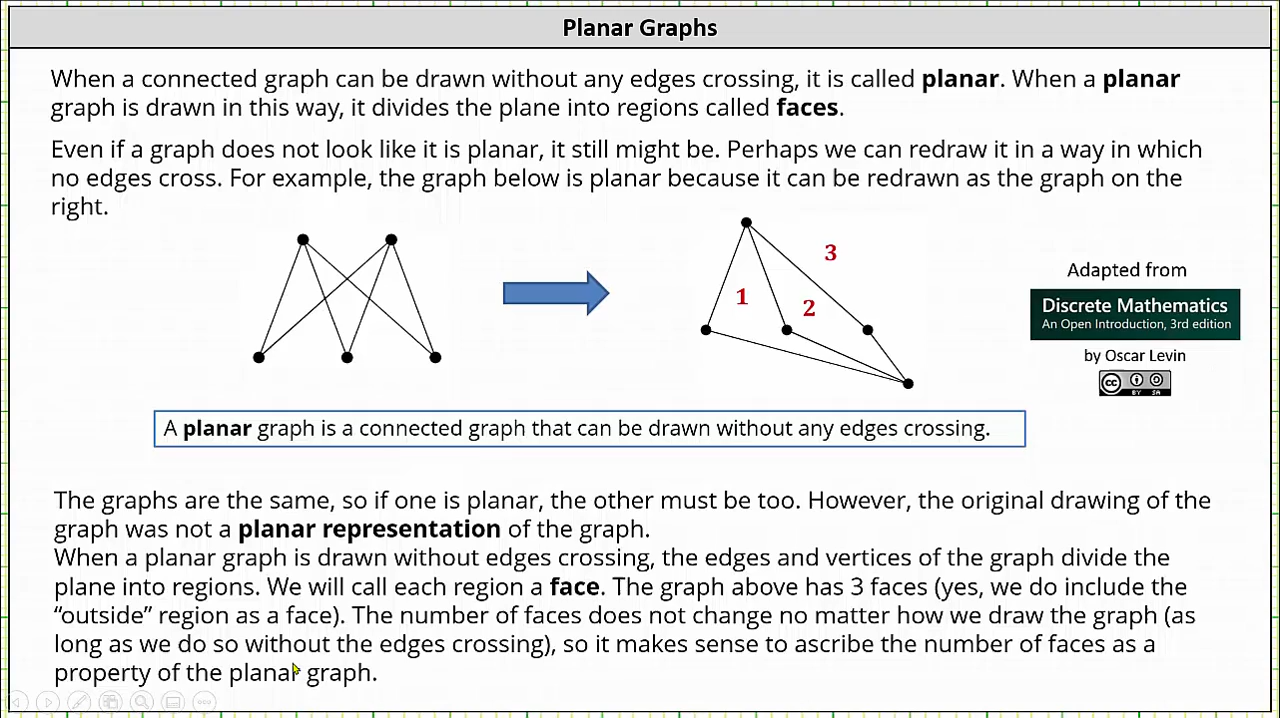 Planar Graphs
When a connected graph can be drawn without any edges crossing, it is called planar. When a planar
graph is drawn in this way, it divides the plane into regions called faces.
Even if a graph does not look like it is planar, it still might be. Perhaps we can redraw it in a way in which
no edges cross. For example, the graph below is planar because it can be redrawn as the graph on the
right.
3
1
2
Adapted from
Discrete Mathematics
An Open Introduction, 3rd edition
by Oscar Levin
cc
BY SA
A planar graph is a connected graph that can be drawn without any edges crossing.
The graphs are the same, so if one is planar, the other must be too. However, the original drawing of the
graph was not a planar representation of the graph.
When a planar graph is drawn without edges crossing, the edges and vertices of the graph divide the
plane into regions. We will call each region a face. The graph above has 3 faces (yes, we do include the
“outside” region as a face). The number of faces does not change no matter how we draw the graph (as
long as we do so without the edges crossing), so it makes sense to ascribe the number of faces as a
property of the planar graph.